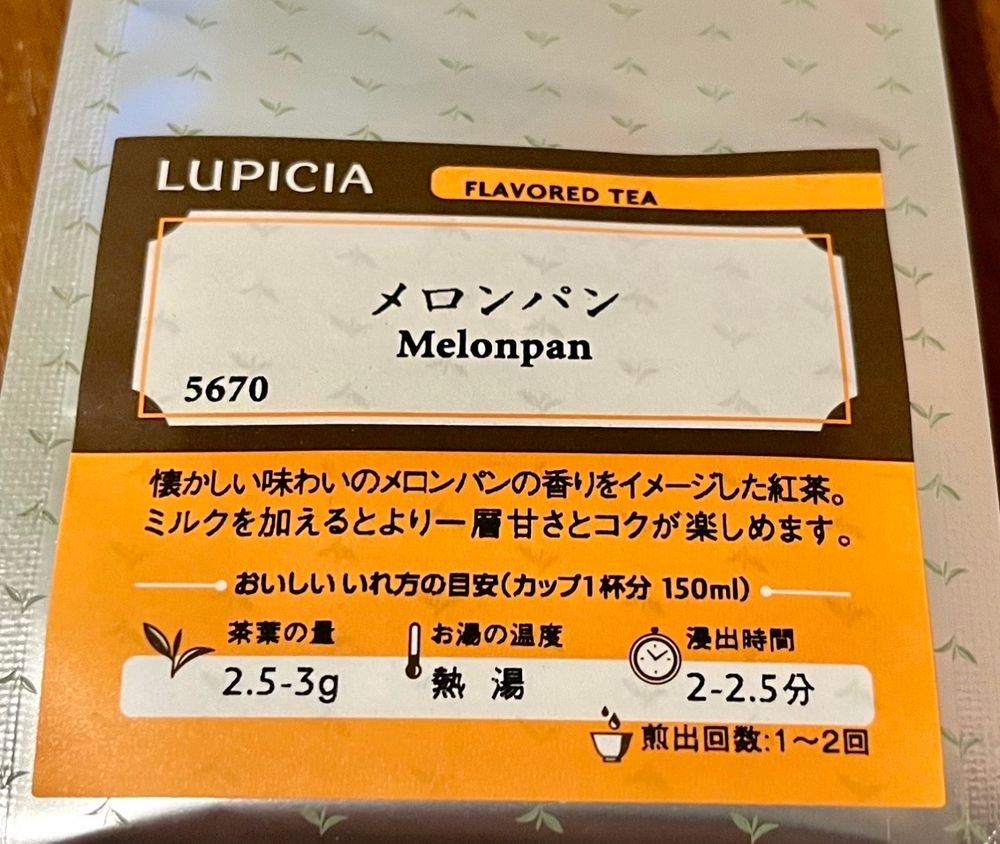 LUPICIA
FLAVORED TEA
メロンパン
Melonpan
5670
懐かしい味わいのメロンパンの香りをイメージした紅茶。
ミルクを加えるとより一層甘さとコクが楽しめます。
おいしいいれ方の目安(カップ1杯分 150ml)
茶葉の量 お湯の温度 浸出時間
2.5-3g 熱湯 2-2.5分
煎出回数:1〜2回